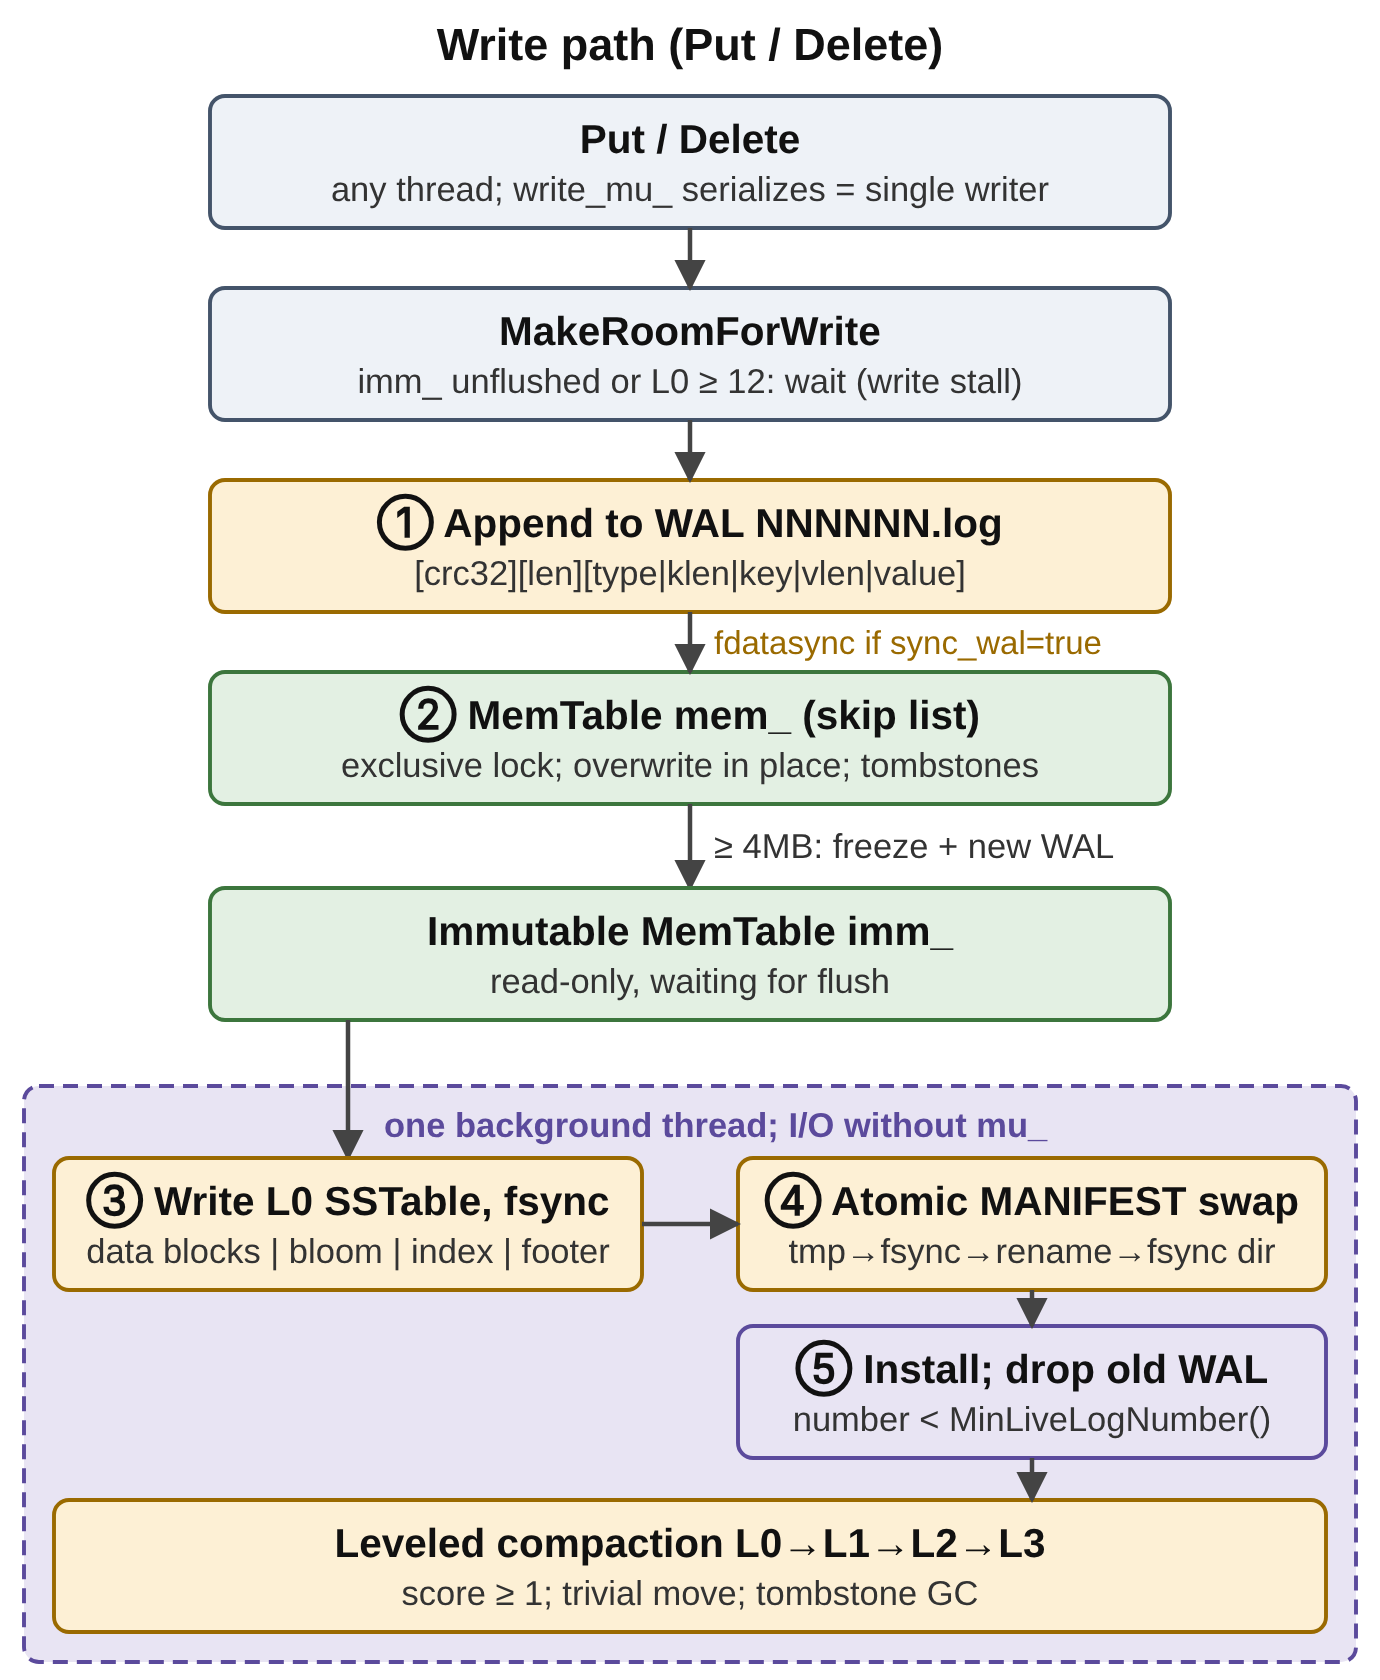 Write path (Put / Delete)
Put / Delete
any thread; write_mu_ serializes = single writer
MakeRoomForWrite
imm_ unflushed or L0 ≥ 12: wait (write stall)
① Append to WAL NNNNNN.log
[crc32][len][type|klen|key|vlen|value]
fdatasync if sync_wal=true
② MemTable mem_ (skip list)
exclusive lock; overwrite in place; tombstones
≥ 4MB: freeze + new WAL
Immutable MemTable imm_
read-only, waiting for flush
one background thread; I/O without mu_
③ Write L0 SSTable, fsync
data blocks | bloom | index | footer
④ Atomic MANIFEST swap
tmp→fsync→rename→fsync dir
⑤ Install; drop old WAL
number < MinLiveLogNumber()
Leveled compaction L0→L1→L2→L3
score ≥ 1; trivial move; tombstone GC